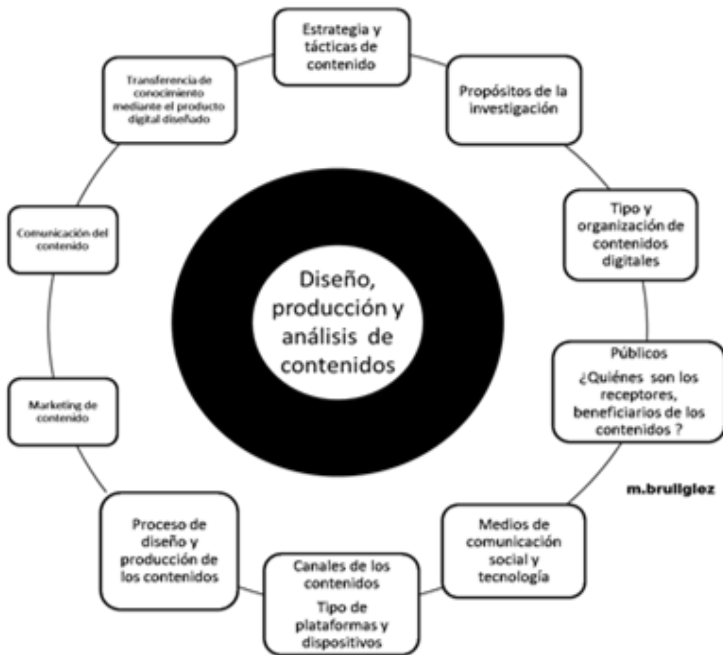 Estrategia y
tácticas de
contenido
Propósitos de la
investigación
Tipo y
organización de
contenidos
digitales
Públicos
¿Quiénes son los
receptores,
beneficiarios de los
contenidos ?
m.brullglez
Medios de
comunicación
social y
tecnología
Canales de los
contenidos
Tipo de
plataformas y
dispositivos
Proceso de
diseño y
producción de
los contenidos
Marketing de
contenido
Comunicación del
contenido
Transferencia de
conocimiento
mediante el producto
digital diseñado
Diseño,
producción y
análisis de
contenidos